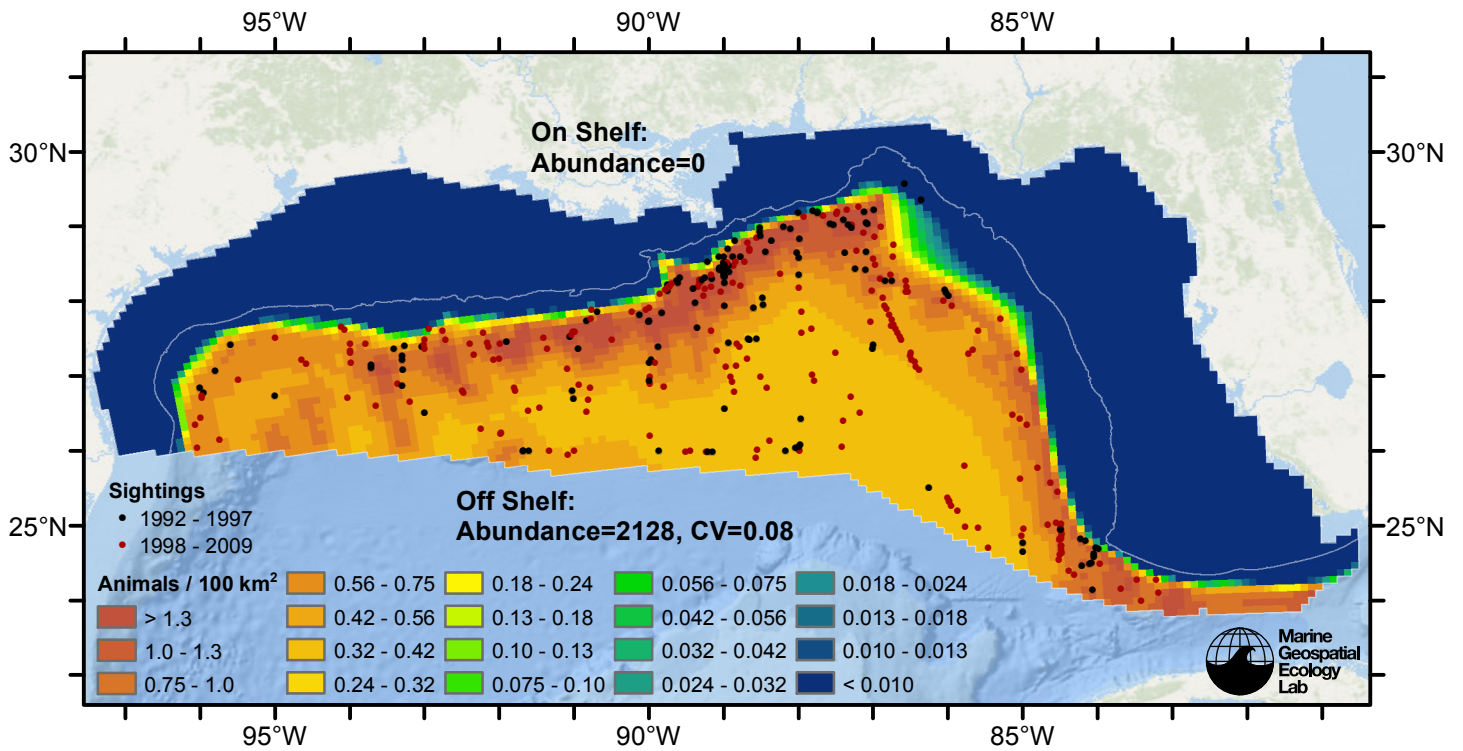 95°W 90°W 85°W
On Shelf:
Abundance=0
30°N 30°N
Sightings
1992 - 1997
1998 - 2009
Off Shelf:
Abundance=2128, CV=0.08
25°N 25°N
Animals / 100 km²
> 1.3
1.0 - 1.3
0.75 - 1.0
0.56 - 0.75
0.42 - 0.56
0.32 - 0.42
0.24 - 0.32
0.18 - 0.24
0.13 - 0.18
0.10 - 0.13
0.075 - 0.10
0.056 - 0.075
0.042 - 0.056
0.032 - 0.042
0.024 - 0.032
0.018 - 0.024
0.013 - 0.018
0.010 - 0.013
< 0.010
Marine
Geospatial
Ecology
Lab
95°W 90°W 85°W